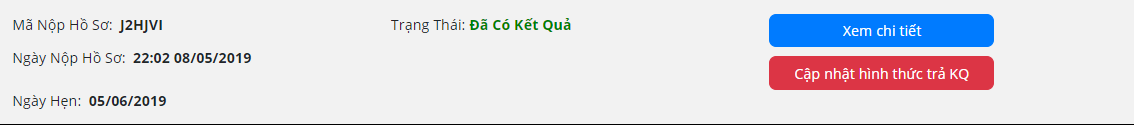 Mã Nộp Hồ Sơ: J2HJVI
Trạng Thái: Đã Có Kết Quả
Xem chi tiết
Ngày Nộp Hồ Sơ: 22:02 08/05/2019
Cập nhật hình thức trả KQ
Ngày Hẹn: 05/06/2019